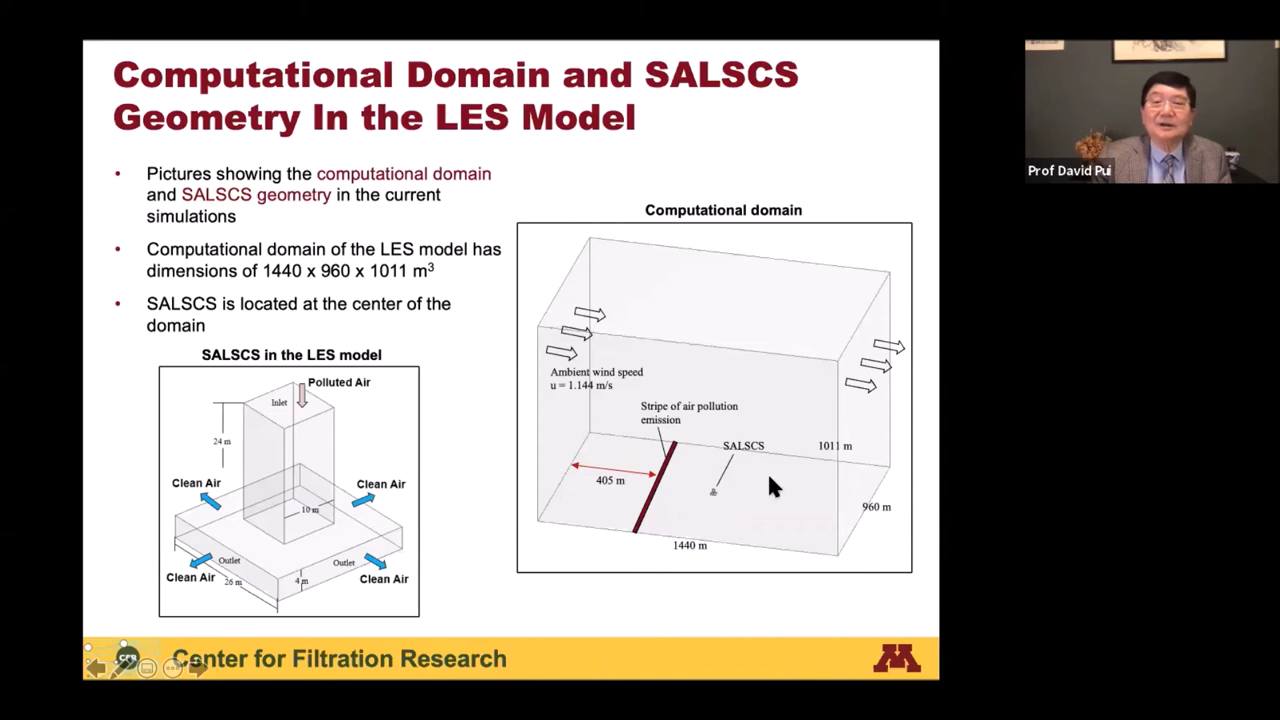 Computational Domain and SALSCS
Geometry In the LES Model
• Pictures showing the computational domain
and SALSCS geometry in the current
simulations
• Computational domain of the LES model has
dimensions of 1440 x 960 x 1011 m³
• SALSCS is located at the center of the
domain
SALSCS in the LES model
Polluted Air
Inlet
24 m
Clean Air
Clean Air
10 m
Outlet
Outlet
Clean Air
26 m
4 m
Clean Air
Computational domain
Ambient wind speed
u = 1.144 m/s
Stripe of air pollution
emission
SALSCS
1011 m
405 m
960 m
1440 m
CFR
Center for Filtration Research
M
Prof David Pui